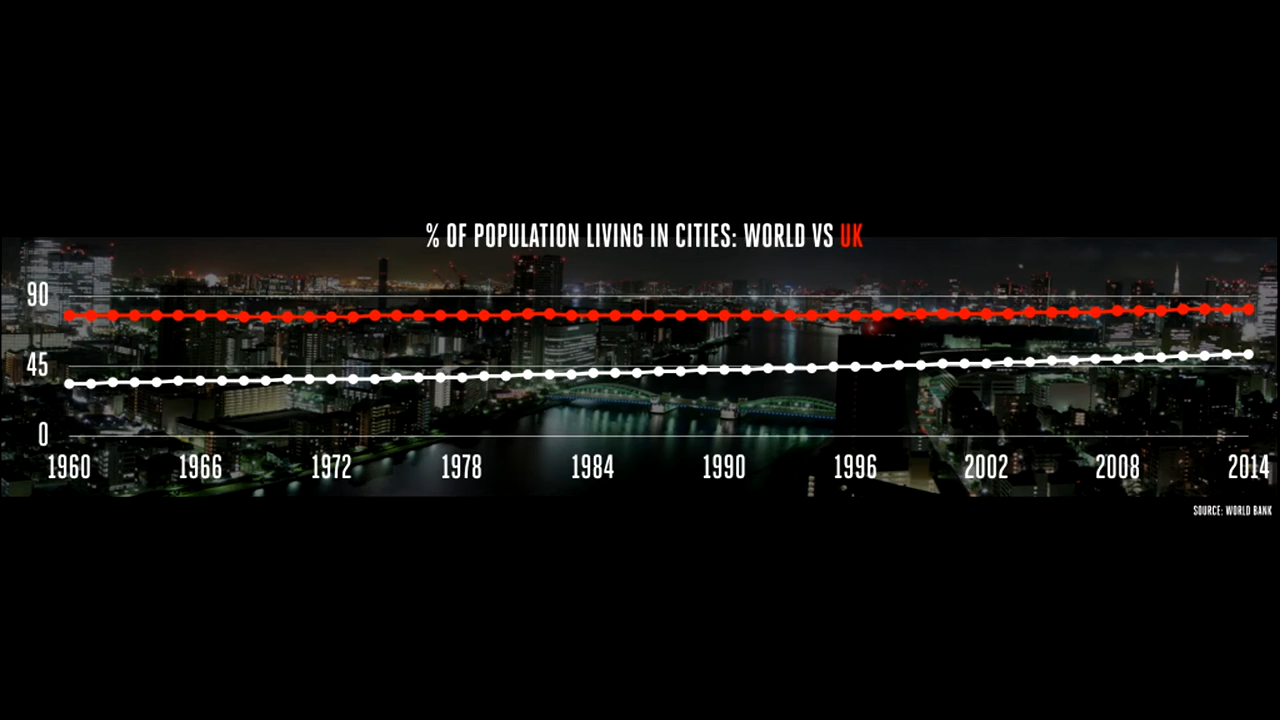 % OF POPULATION LIVING IN CITIES: WORLD VS UK
90
45
0
1960 1966 1972 1978 1984 1990 1996 2002 2008 2014
SOURCE: WORLD BANK